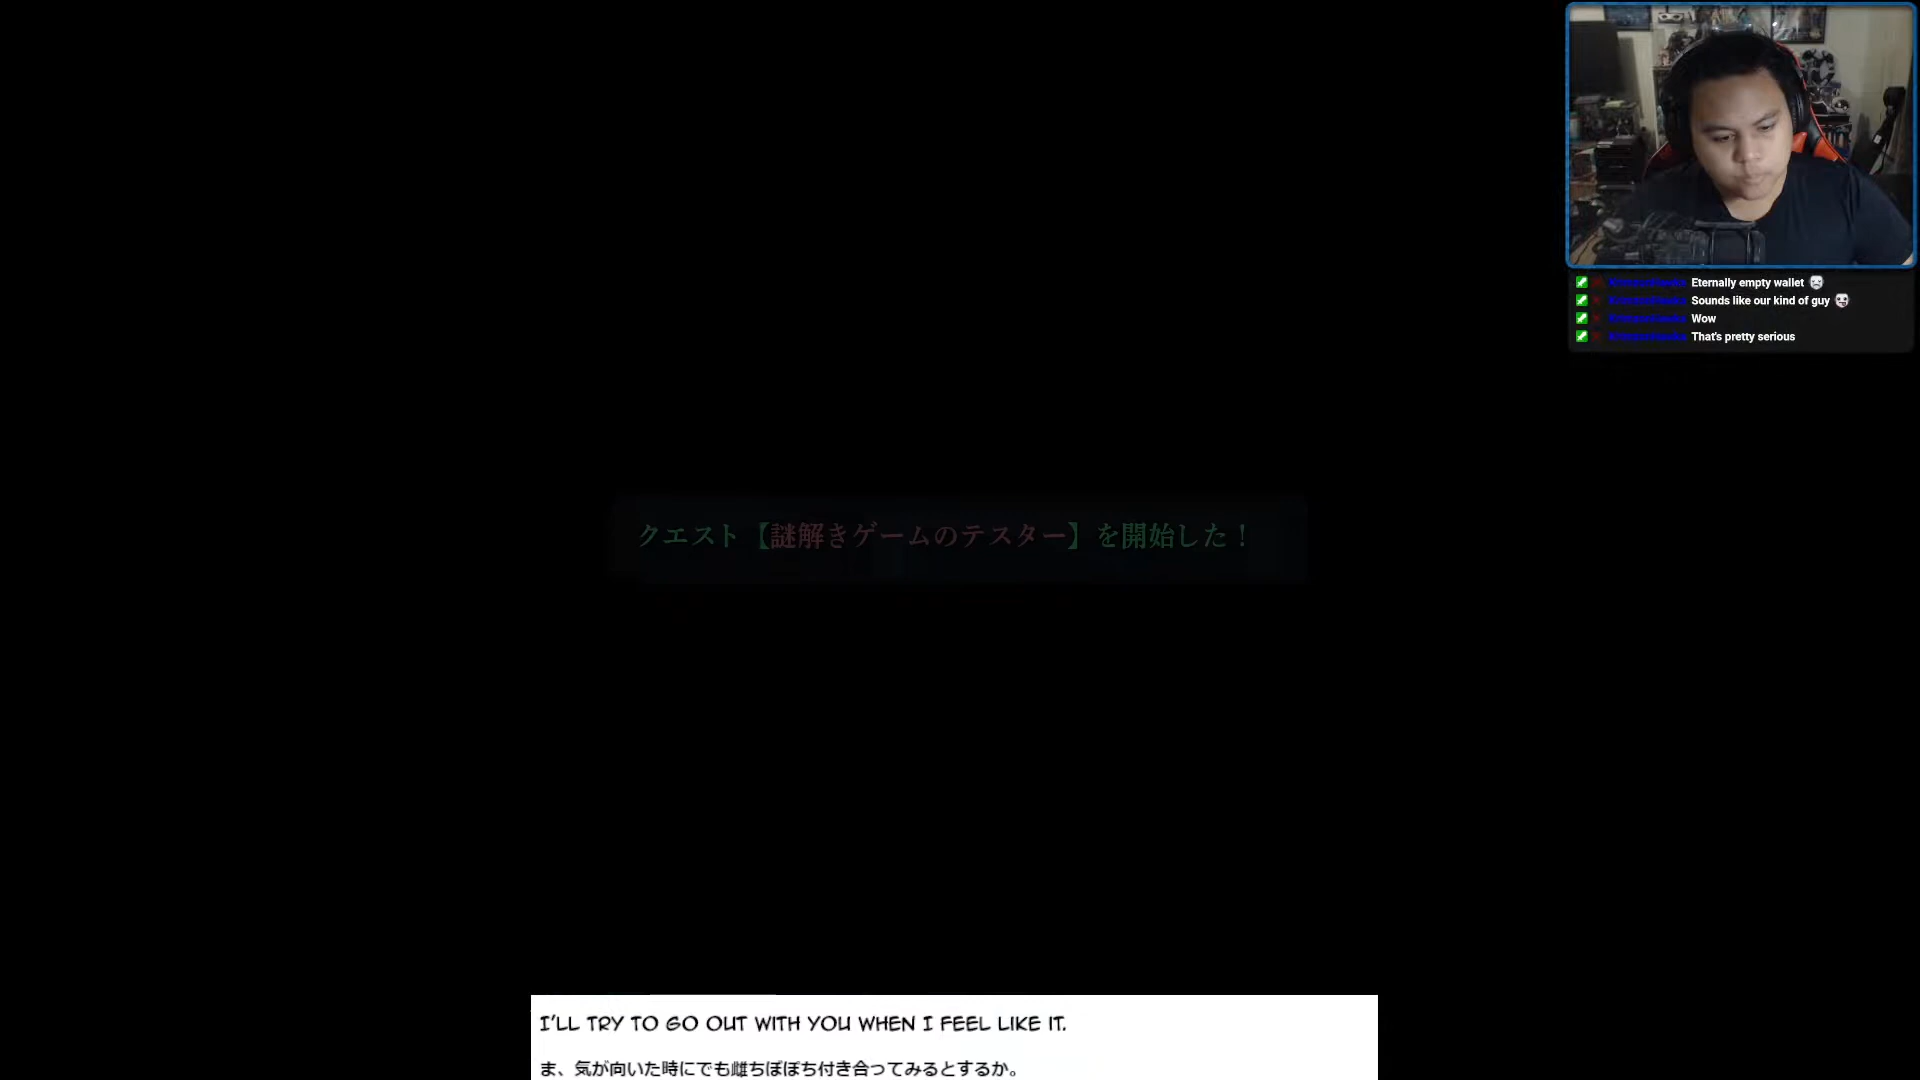 Eternally empty wallet
Sounds like our kind of guy
Wow
That's pretty serious
クエスト【謎解きゲームのテスター】を開始した！
I'LL TRY TO GO OUT WITH YOU WHEN I FEEL LIKE IT.
ま、気が向いた時にでも雌ちぼぼち付き合ってみるとするか。